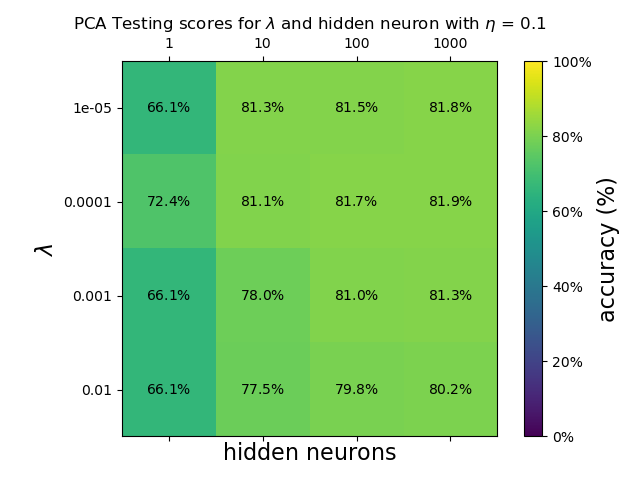 PCA Testing scores for λ and hidden neuron with η = 0.1
1 10 100 1000
100%
1e-05 66.1% 81.3% 81.5% 81.8%
80%
0.0001 72.4% 81.1% 81.7% 81.9%
60%
λ
accuracy (%)
40%
0.001 66.1% 78.0% 81.0% 81.3%
20%
0.01 66.1% 77.5% 79.8% 80.2%
0%
hidden neurons